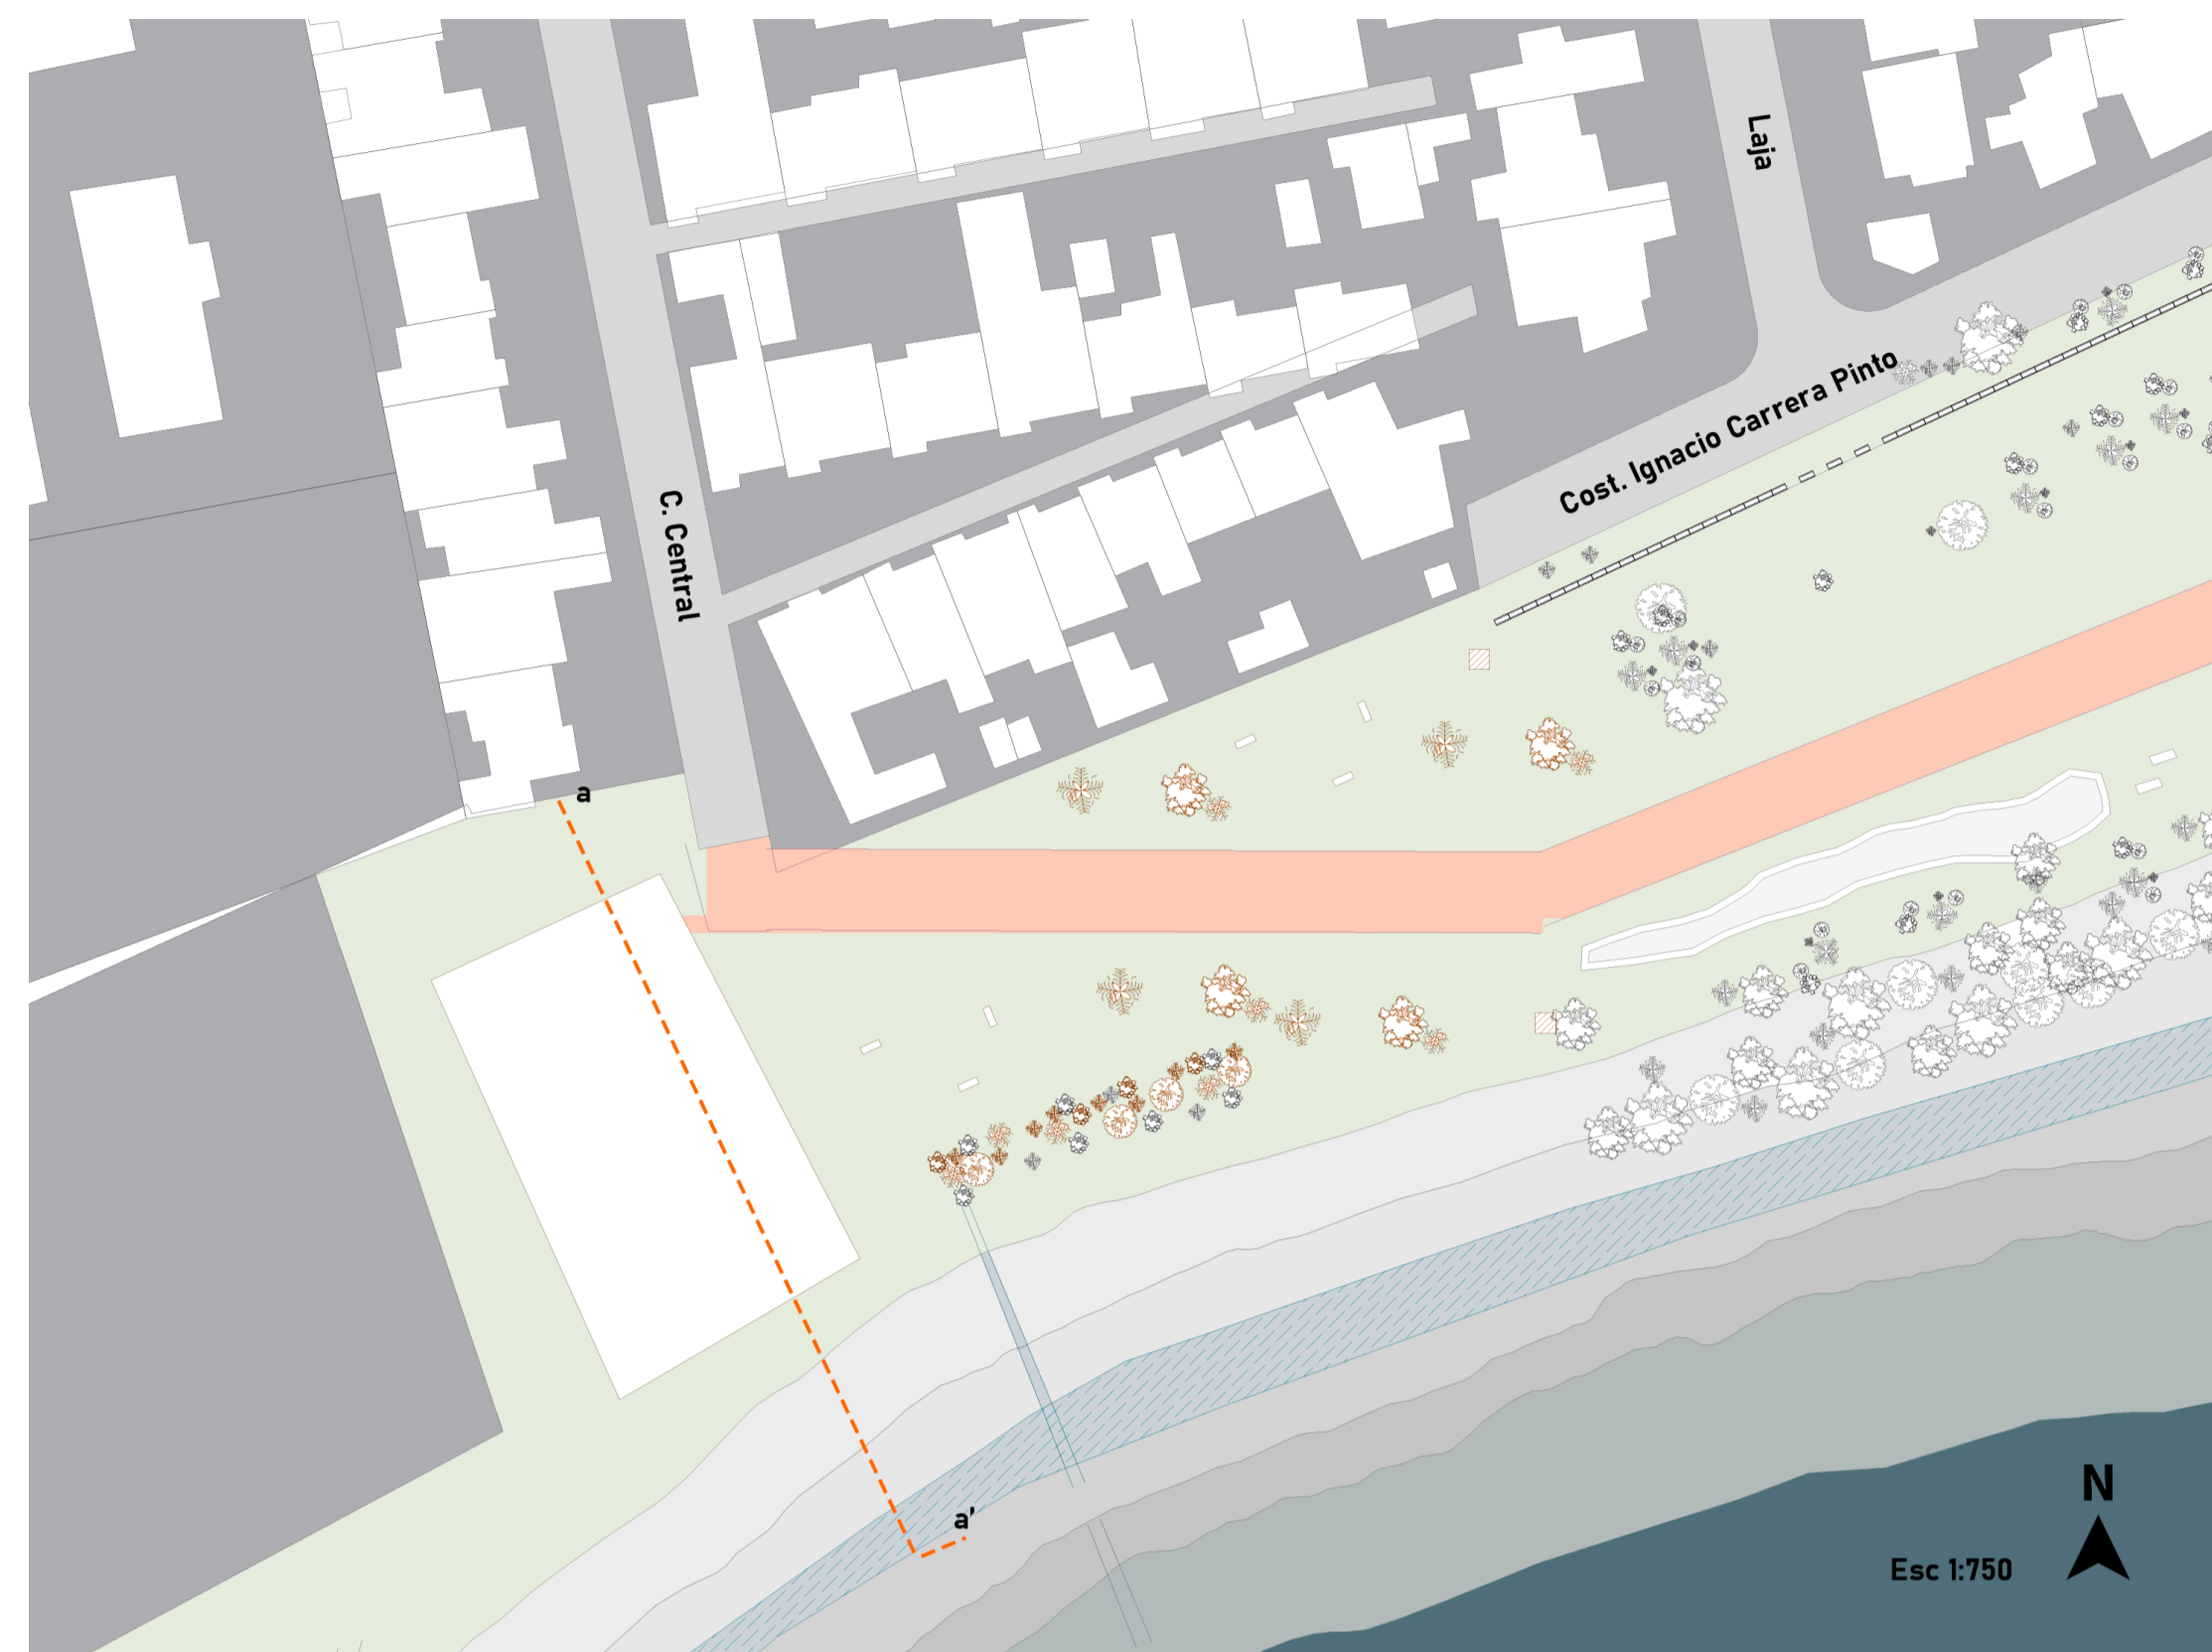 Laja
Cost. Ignacio Carrera Pinto
C. Central
a
a'
N
Esc 1:750